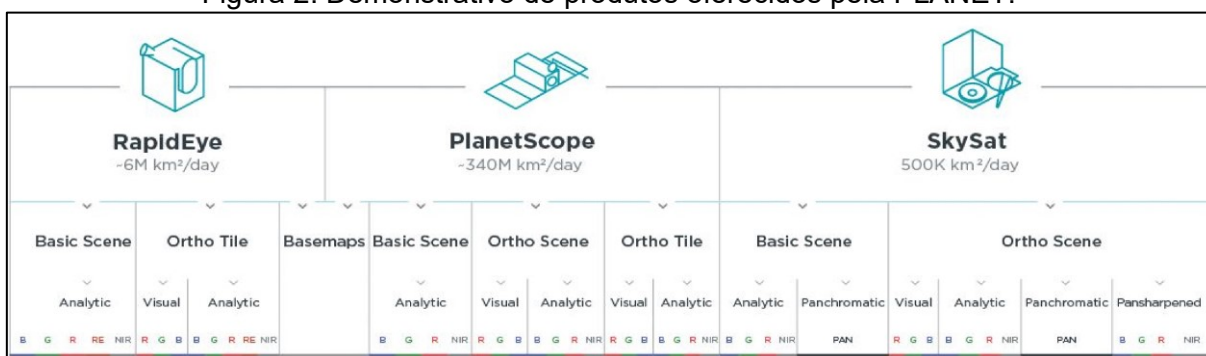 RapidEye PlanetScope SkySat
~6M km²/day ~340M km²/day 500K km²/day
Basic Scene Ortho Tile Basemaps Basic Scene Ortho Scene Ortho Tile Basic Scene Ortho Scene
Analytic Visual Analytic Analytic Visual Analytic Visual Analytic Analytic Panchromatic Visual Analytic Panchromatic Pansharpened
B G R RE NIR R G B B G R RE NIR B G R NIR R G B B G R NIR R G B B G R NIR B G R NIR PAN R G B B G R NIR PAN B G R NIR